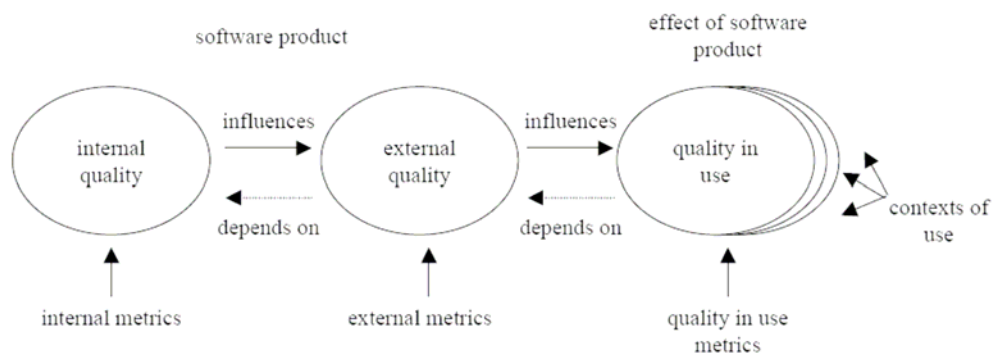 software product
effect of software
product
internal
quality
influences
depends on
external
quality
influences
depends on
quality in
use
contexts of
use
internal metrics
external metrics
quality in use
metrics